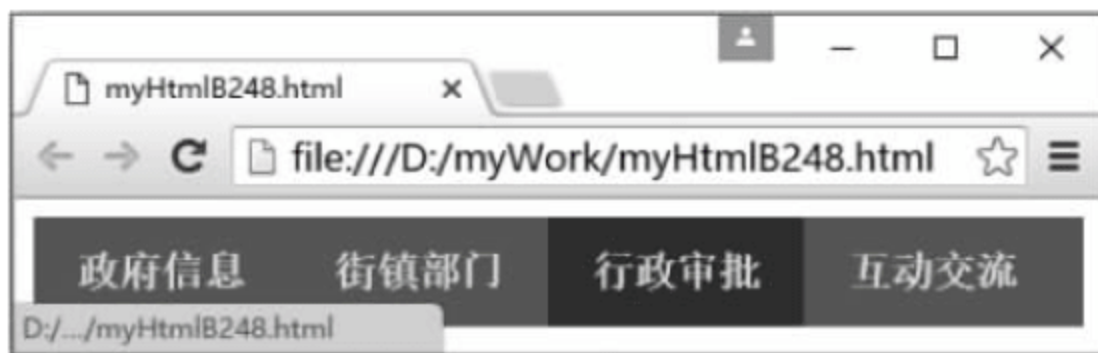 myHtmlB248.html
file:///D:/myWork/myHtmlB248.html
政府信息 街镇部门 行政审批 互动交流
D:/.../myHtmlB248.html